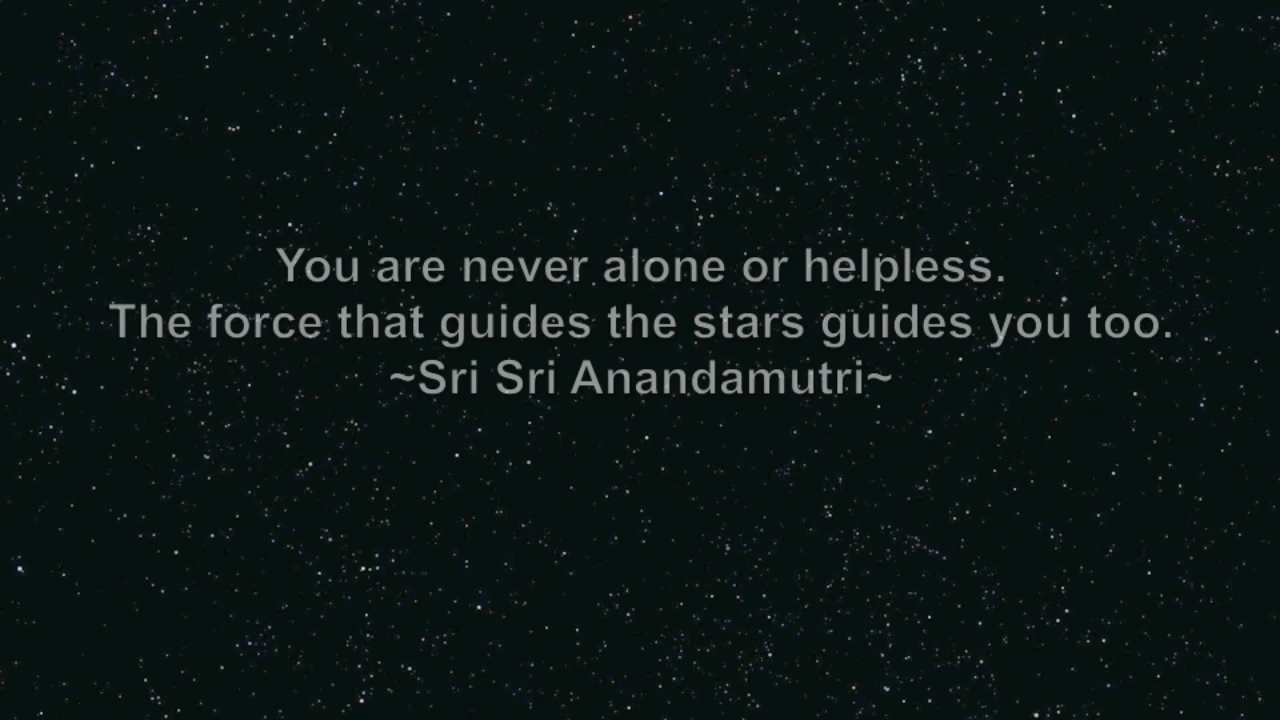 You are never alone or helpless.
The force that guides the stars guides you too.
~Sri Sri Anandamutri~